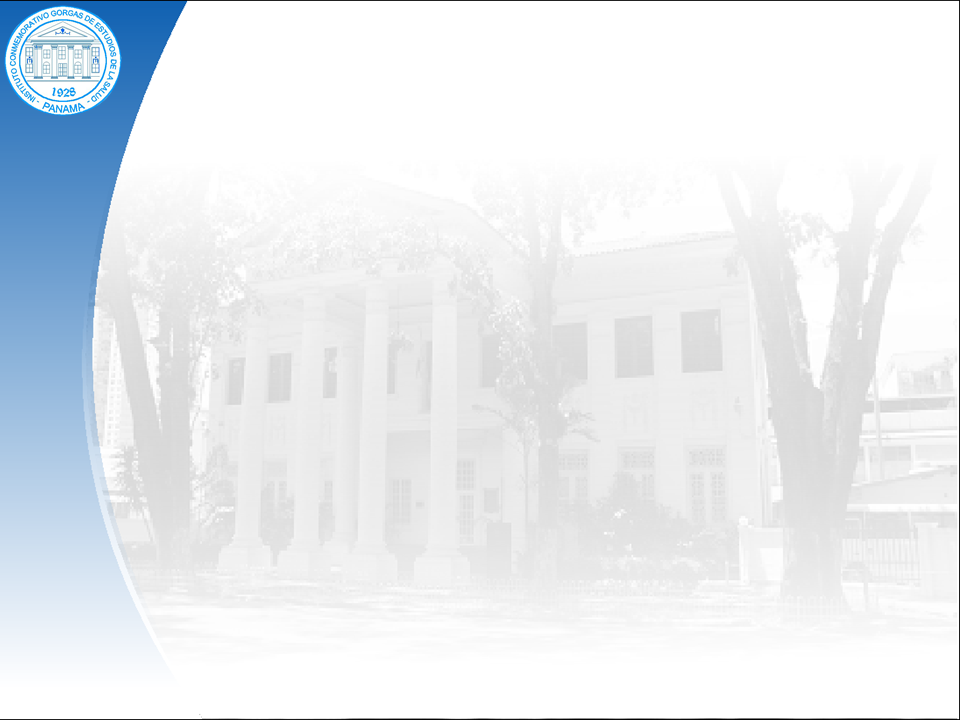 INSTITUTO CONMEMORATIVO GORGAS DE ESTUDIOS DE LA SALUD
1928
- PANAMA -